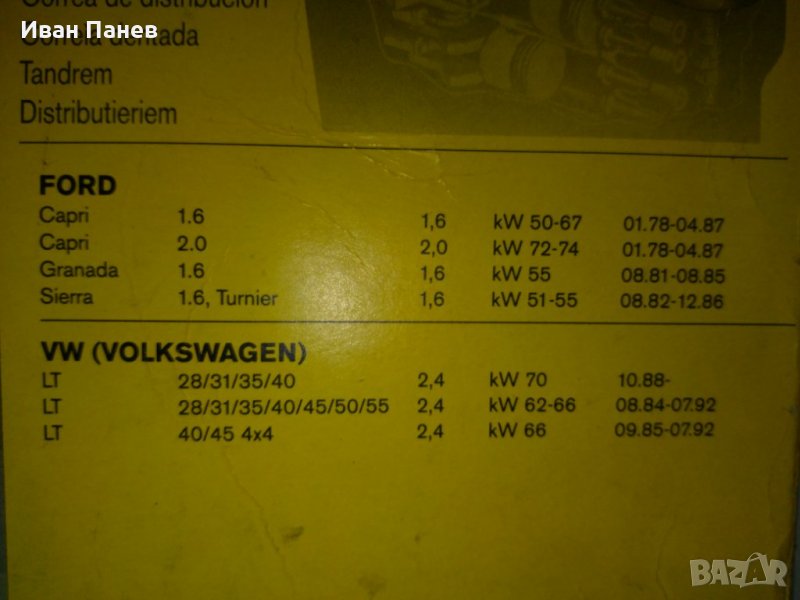 Correa de distribución
Иван Панев
Correia dentada
Tandrem
Distributieriem
FORD
Capri 1.6 1,6 kW 50-67 01.78-04.87
Capri 2.0 2,0 kW 72-74 01.78-04.87
Granada 1.6 1,6 kW 55 08.81-08.85
Sierra 1.6, Turnier 1,6 kW 51-55 08.82-12.86
VW (VOLKSWAGEN)
LT 28/31/35/40 2,4 kW 70 10.88-
LT 28/31/35/40/45/50/55 2,4 kW 62-66 08.84-07.92
LT 40/45 4x4 2,4 kW 66 09.85-07.92
BAZAR